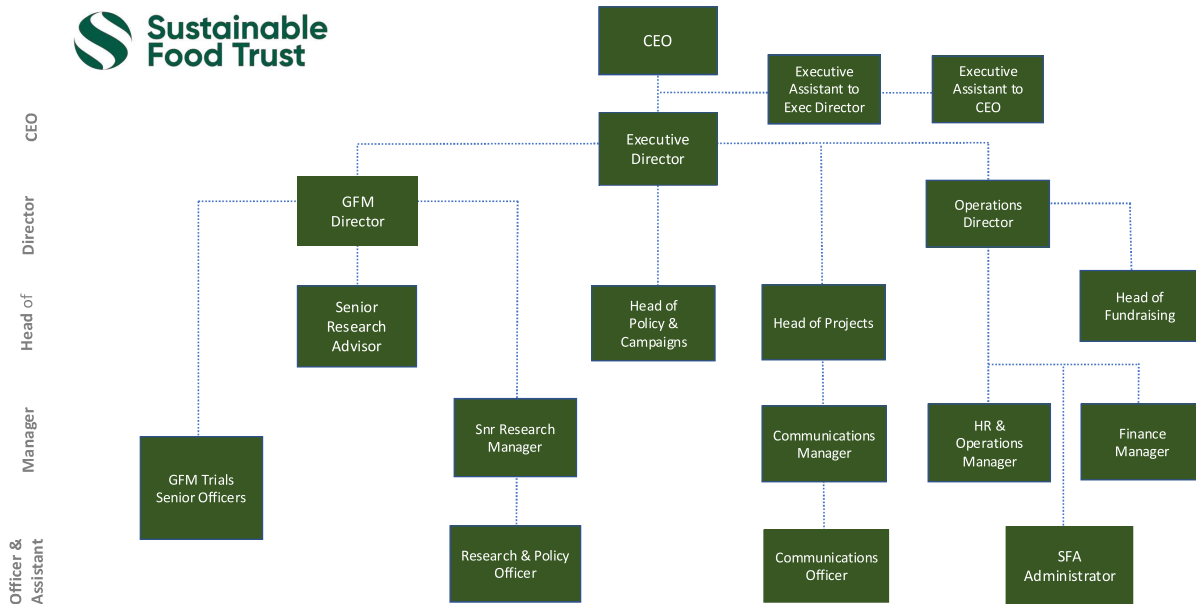 Sustainable
Food Trust
CEO
Executive
Assistant to
Exec Director
Executive
Assistant to
CEO
CEO
Executive
Director
Director
GFM
Director
Operations
Director
Head of
Senior
Research
Advisor
Head of
Policy &
Campaigns
Head of Projects
Head of
Fundraising
Manager
GFM Trials
Senior Officers
Snr Research
Manager
Communications
Manager
HR &
Operations
Manager
Finance
Manager
Officer &
Assistant
Research & Policy
Officer
Communications
Officer
SFA
Administrator